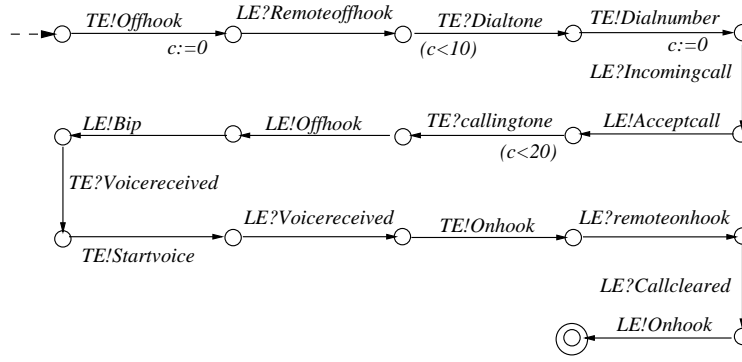 TE!Offhook
c:=0
LE?Remoteoffhook
TE?Dialtone
(c<10)
TE!Dialnumber
c:=0
LE?Incomingcall
LE!Bip
LE!Offhook
TE?callingtone
(c<20)
LE!Acceptcall
TE?Voicereceived
TE!Startvoice
LE?Voicereceived
TE!Onhook
LE?remoteonhook
LE?Callcleared
LE!Onhook